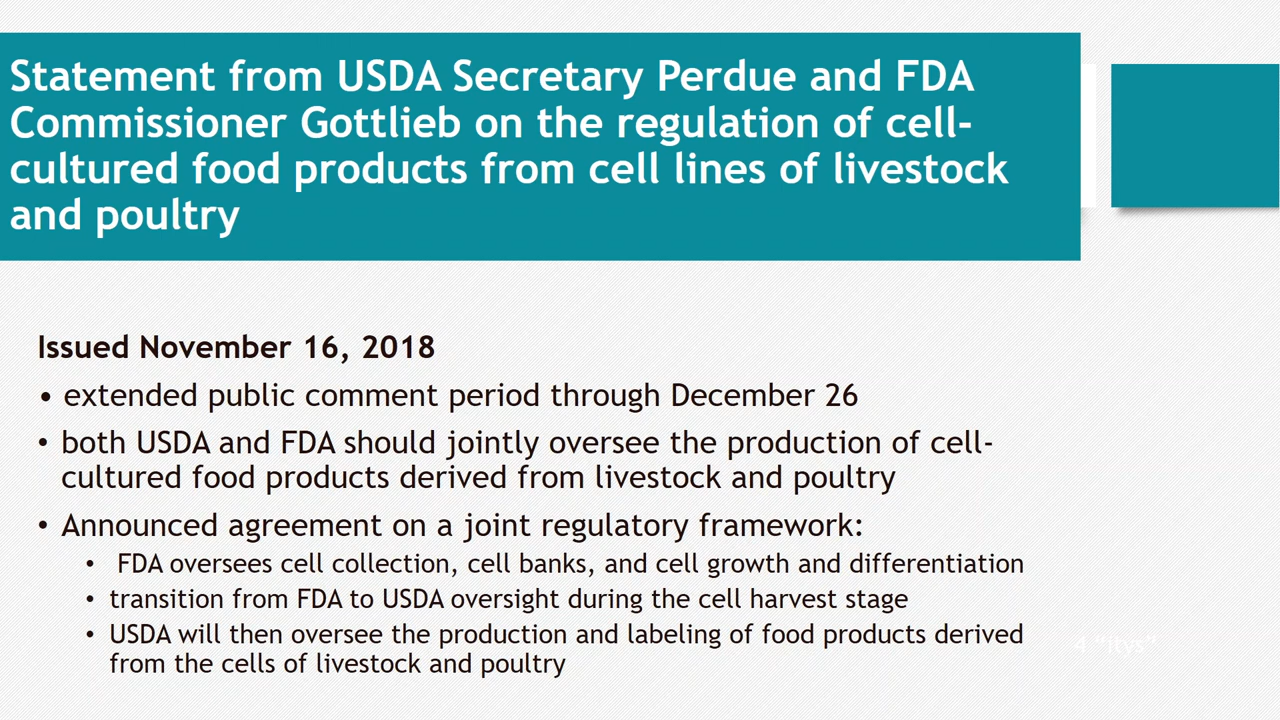 Statement from USDA Secretary Perdue and FDA
Commissioner Gottlieb on the regulation of cell-
cultured food products from cell lines of livestock
and poultry
Issued November 16, 2018
• extended public comment period through December 26
• both USDA and FDA should jointly oversee the production of cell-
cultured food products derived from livestock and poultry
• Announced agreement on a joint regulatory framework:
• FDA oversees cell collection, cell banks, and cell growth and differentiation
• transition from FDA to USDA oversight during the cell harvest stage
• USDA will then oversee the production and labeling of food products derived
from the cells of livestock and poultry
4 “itys”